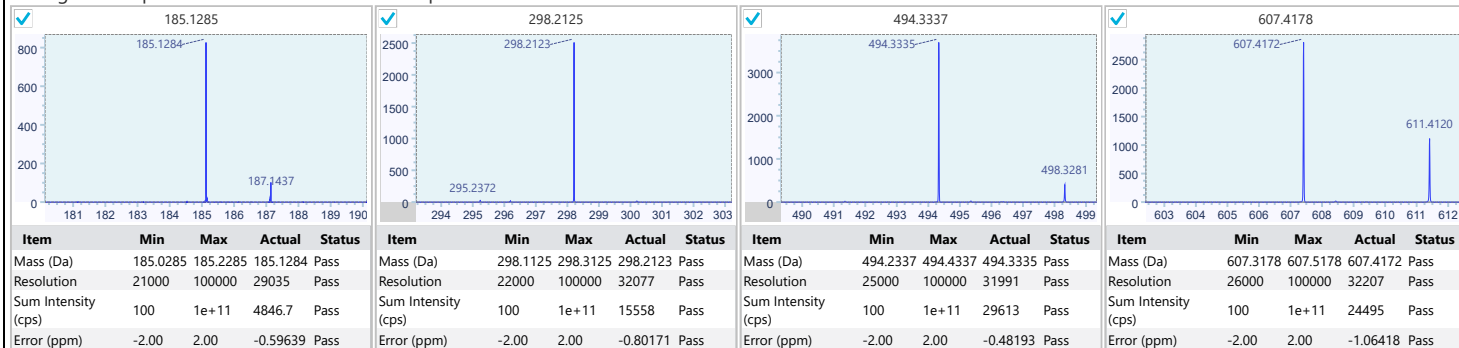 185.1285
185.1284
800
600
400
200
0
187.1437
181 182 183 184 185 186 187 188 189 190
Item Min Max Actual Status
Mass (Da) 185.0285 185.2285 185.1284 Pass
Resolution 21000 100000 29035 Pass
Sum Intensity (cps) 100 1e+11 4846.7 Pass
Error (ppm) -2.00 2.00 -0.59639 Pass
298.2125
298.2123
2500
2000
1500
1000
500
0
295.2372
294 295 296 297 298 299 300 301 302 303
Item Min Max Actual Status
Mass (Da) 298.1125 298.3125 298.2123 Pass
Resolution 22000 100000 32077 Pass
Sum Intensity (cps) 100 1e+11 15558 Pass
Error (ppm) -2.00 2.00 -0.80171 Pass
494.3337
494.3335
3000
2000
1000
0
498.3281
490 491 492 493 494 495 496 497 498 499
Item Min Max Actual Status
Mass (Da) 494.2337 494.4337 494.3335 Pass
Resolution 25000 100000 31991 Pass
Sum Intensity (cps) 100 1e+11 29613 Pass
Error (ppm) -2.00 2.00 -0.48193 Pass
607.4178
607.4172
2500
2000
1500
1000
500
0
611.4120
603 604 605 606 607 608 609 610 611 612
Item Min Max Actual Status
Mass (Da) 607.3178 607.5178 607.4172 Pass
Resolution 26000 100000 32207 Pass
Sum Intensity (cps) 100 1e+11 24495 Pass
Error (ppm) -2.00 2.00 -1.06418 Pass